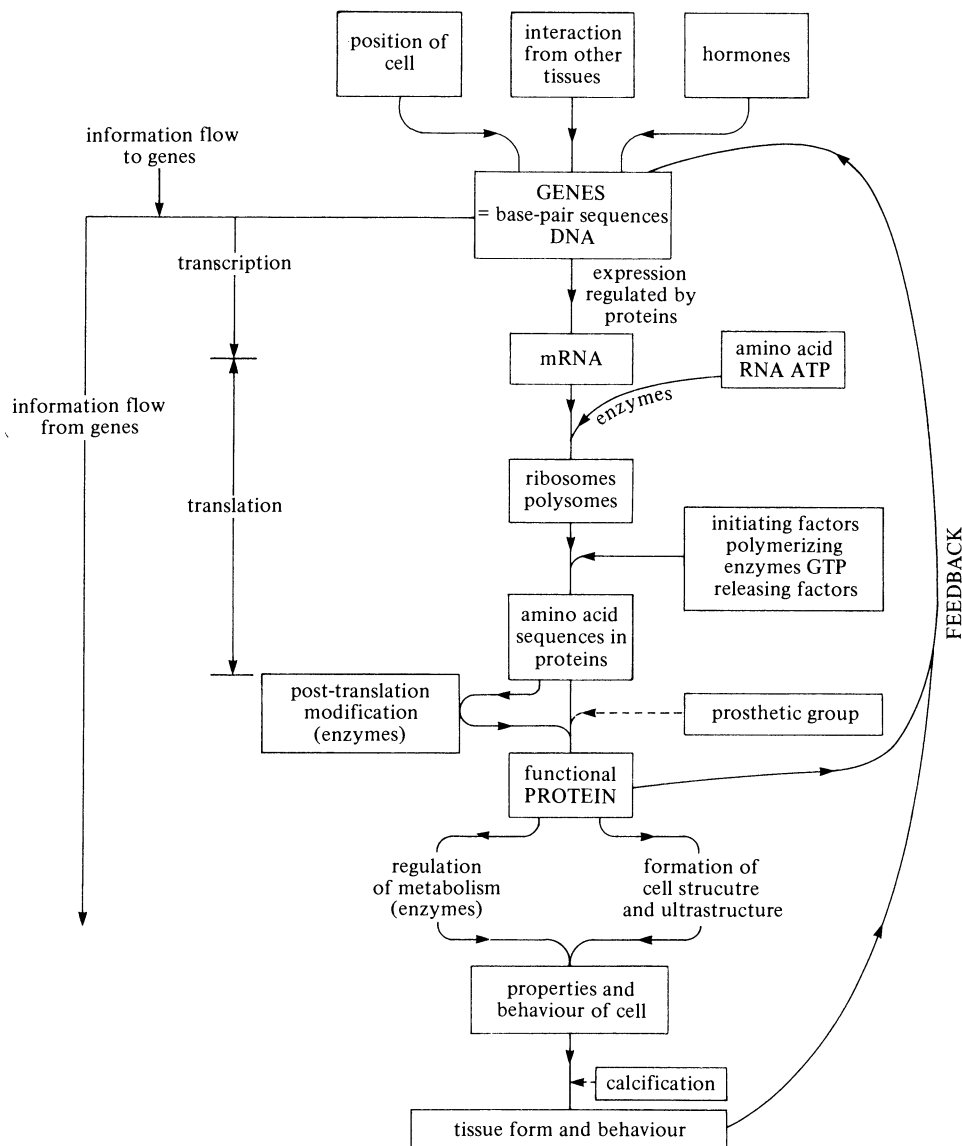 position of
cell
interaction
from other
tissues
hormones
information flow
to genes
GENES
= base-pair sequences
DNA
transcription
expression
regulated by
proteins
mRNA
amino acid
RNA ATP
enzymes
information flow
from genes
ribosomes
polysomes
translation
initiating factors
polymerizing
enzymes GTP
releasing factors
FEEDBACK
amino acid
sequences in
proteins
post-translation
modification
(enzymes)
prosthetic group
functional
PROTEIN
regulation
of metabolism
(enzymes)
formation of
cell strucutre
and ultrastructure
properties and
behaviour of cell
calcification
tissue form and behaviour